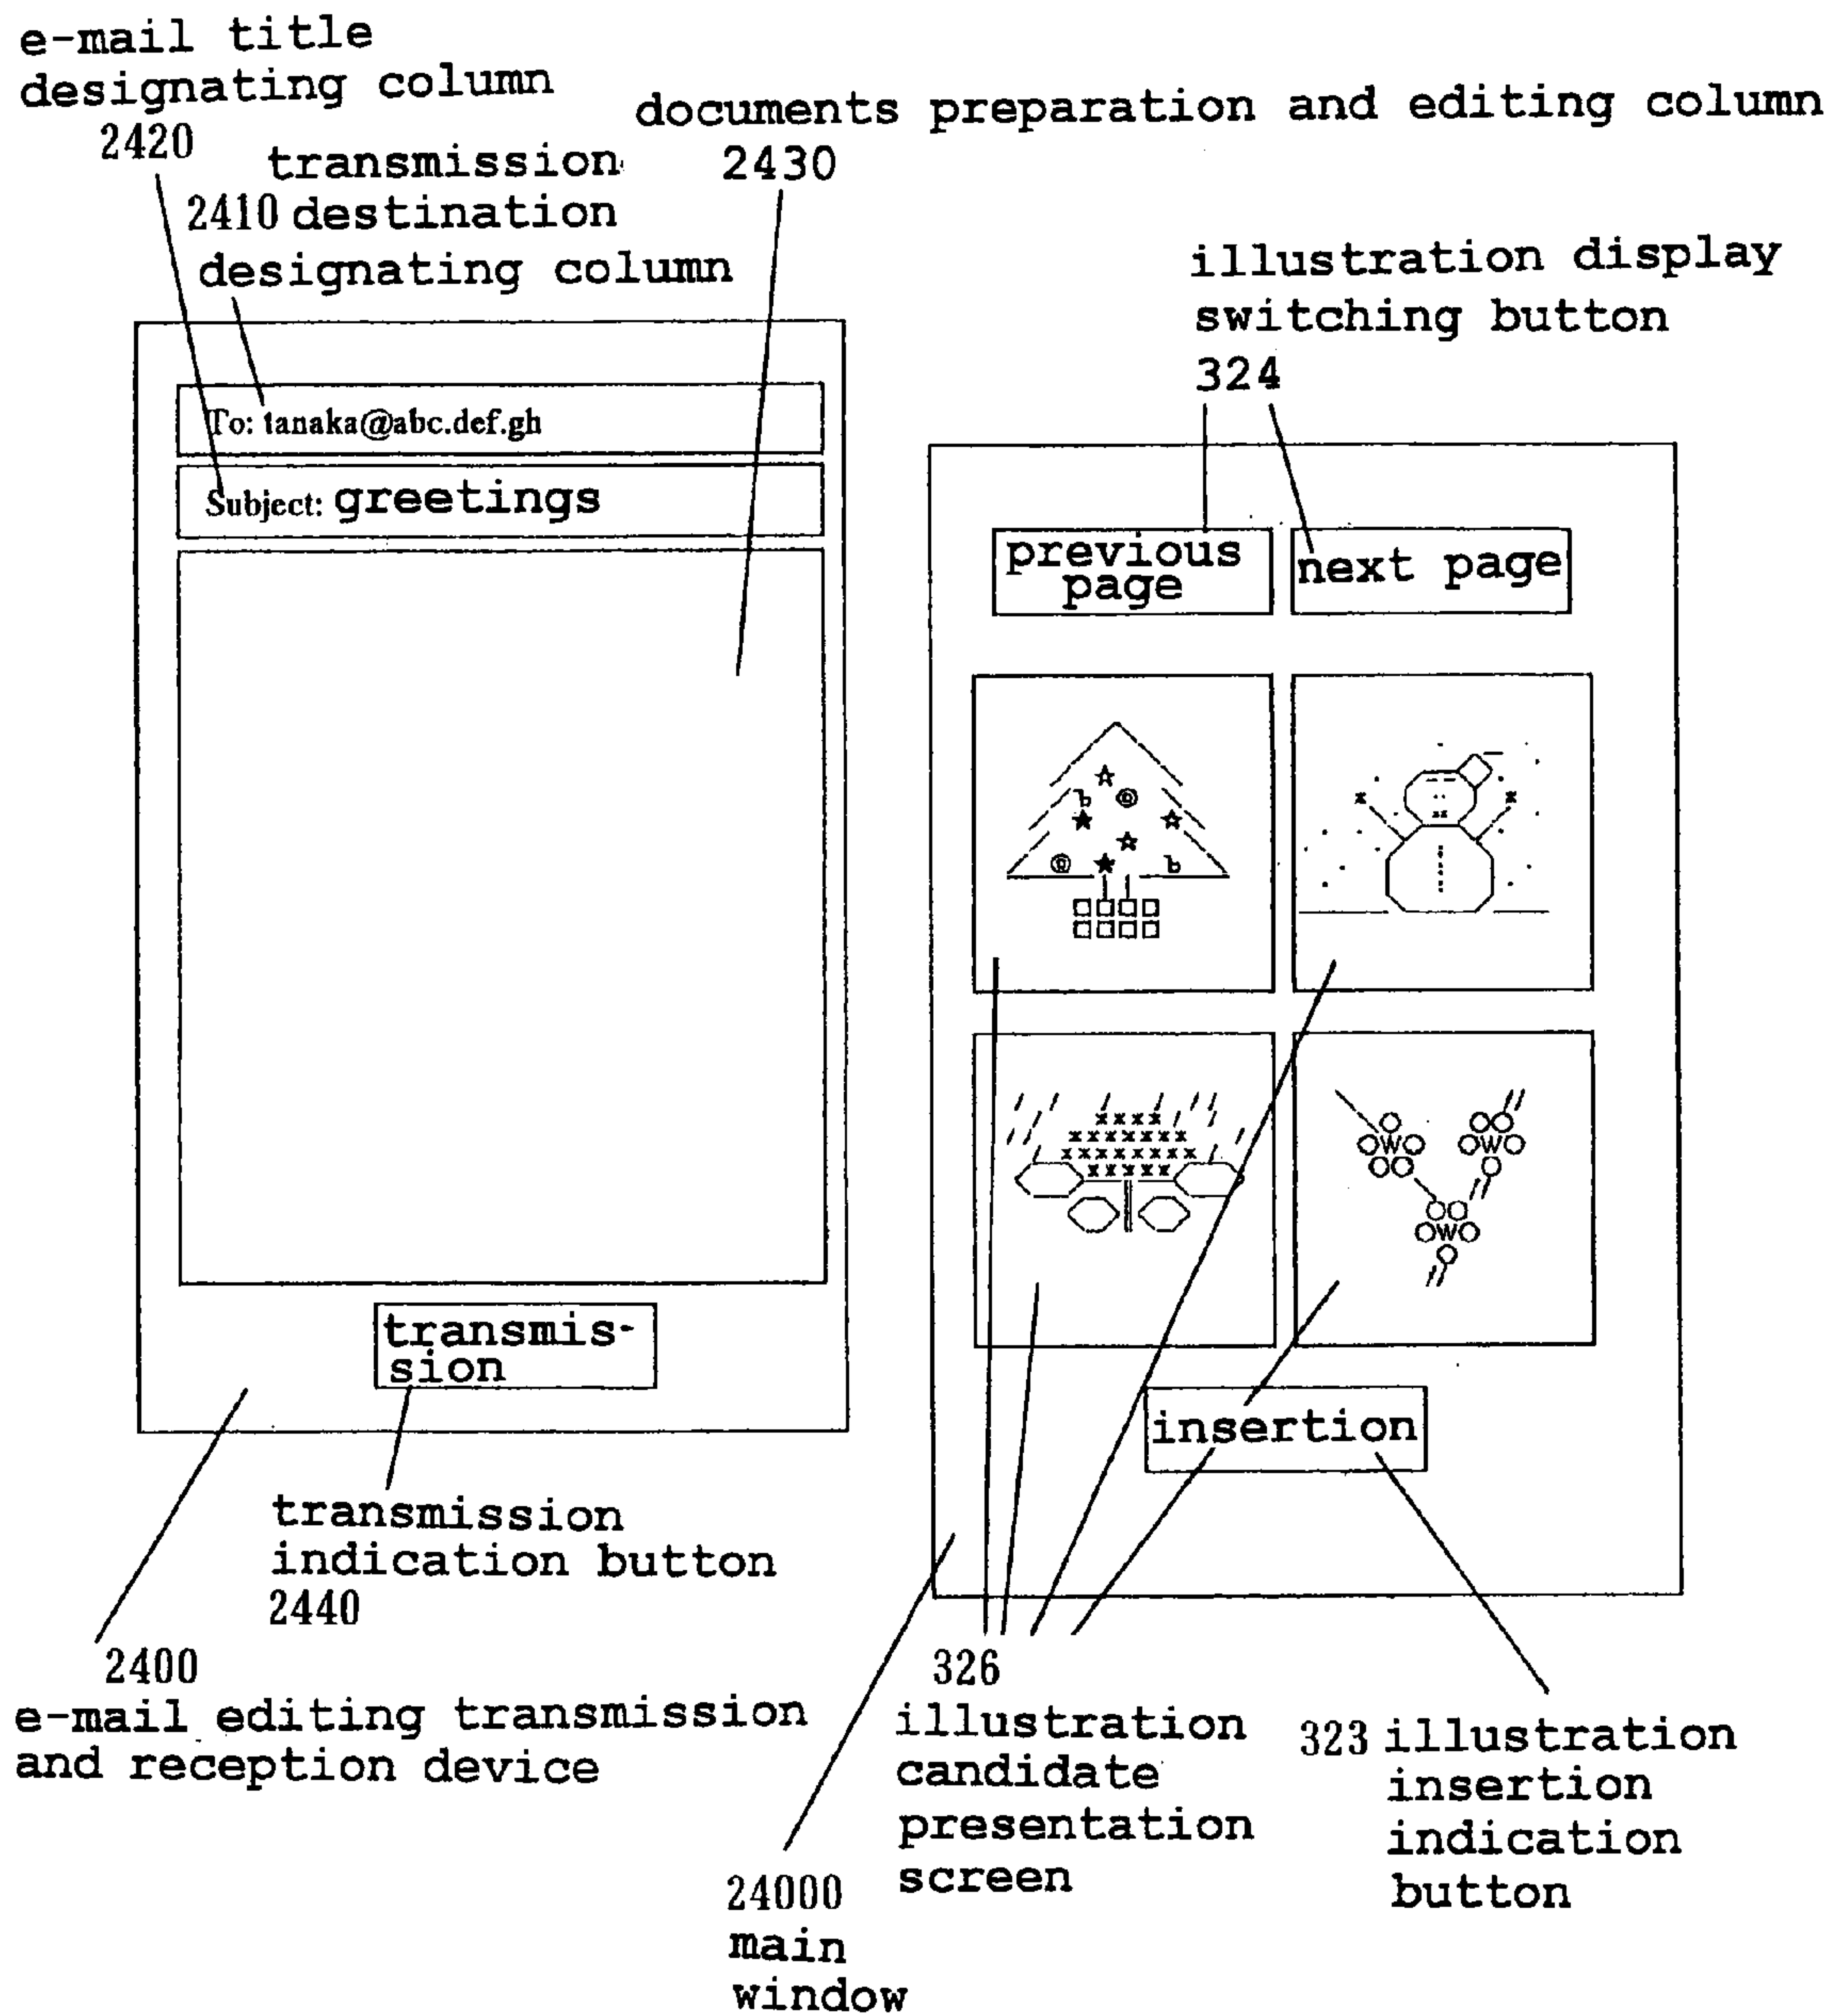 e-mail title
designating column
2420
documents preparation and editing column
2430
transmission
2410 destination
designating column
illustration display
switching button
324
To: tanaka@abc.def.gh
Subject: greetings
previous
page
next page
transmis-
sion
insertion
transmission
indication button
2440
2400
e-mail editing transmission
and reception device
326
illustration
candidate
presentation
screen
323 illustration
insertion
indication
button
24000
main
window